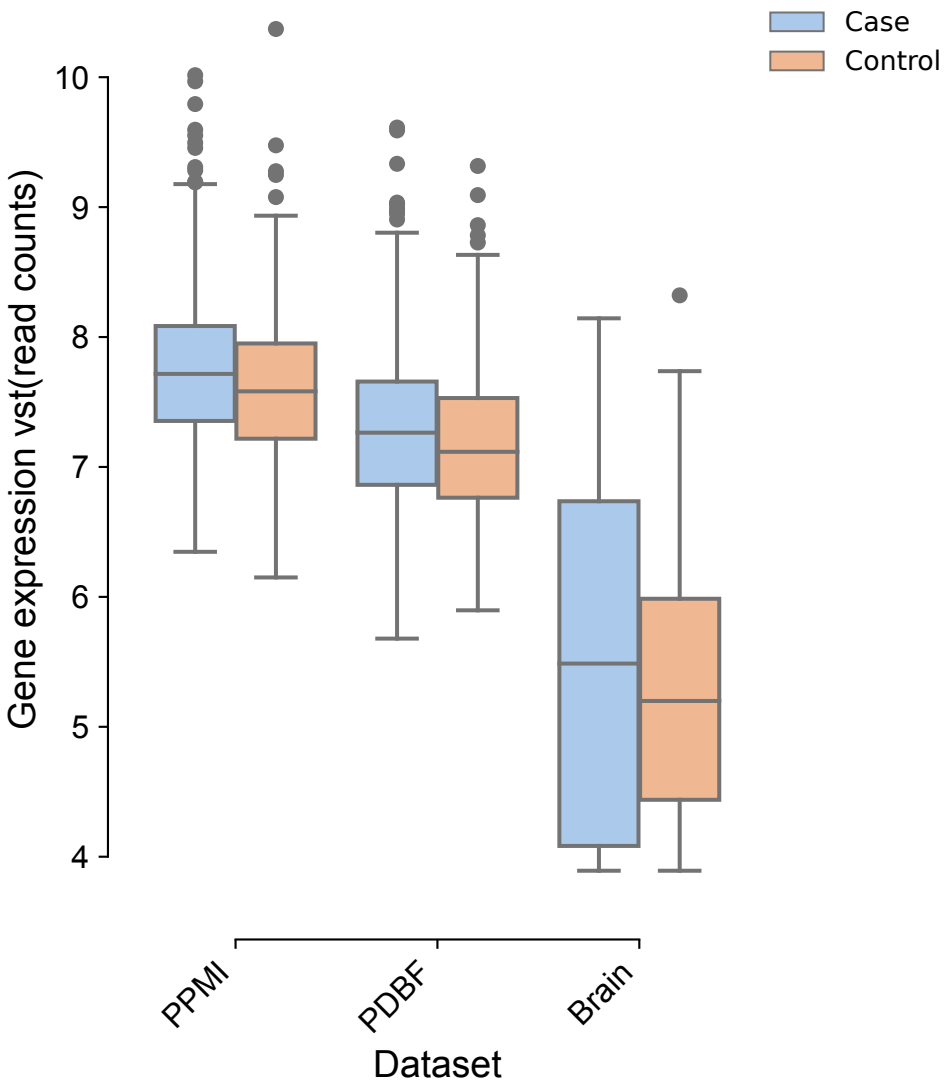 Case
Control
Gene expression vst(read counts)
10
9
8
7
6
5
4
PPMI
PDBF
Brain
Dataset